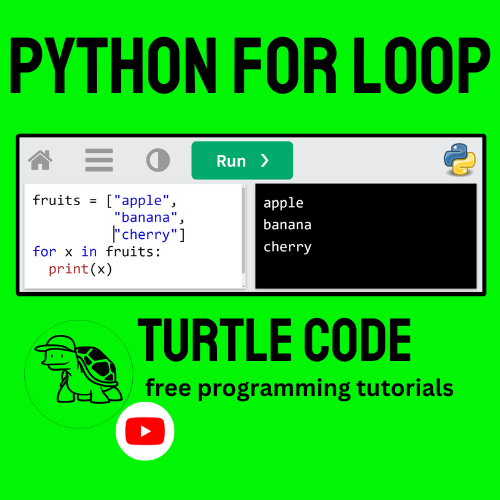 PYTHON FOR LOOP
Run ❯
fruits = ["apple",
          "banana",
          "cherry"]
for x in fruits:
  print(x)
apple
banana
cherry
TURTLE CODE
free programming tutorials